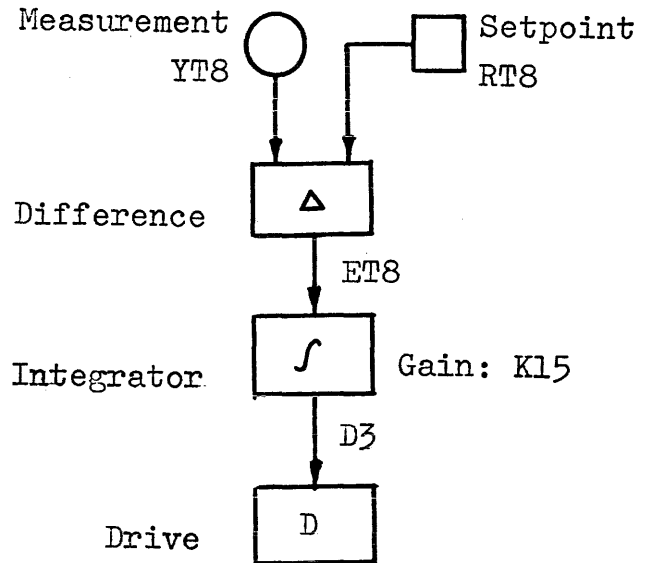 Measurement
YT8
Setpoint
RT8
Difference
Δ
ET8
Integrator
∫
Gain: K15
D3
Drive
D